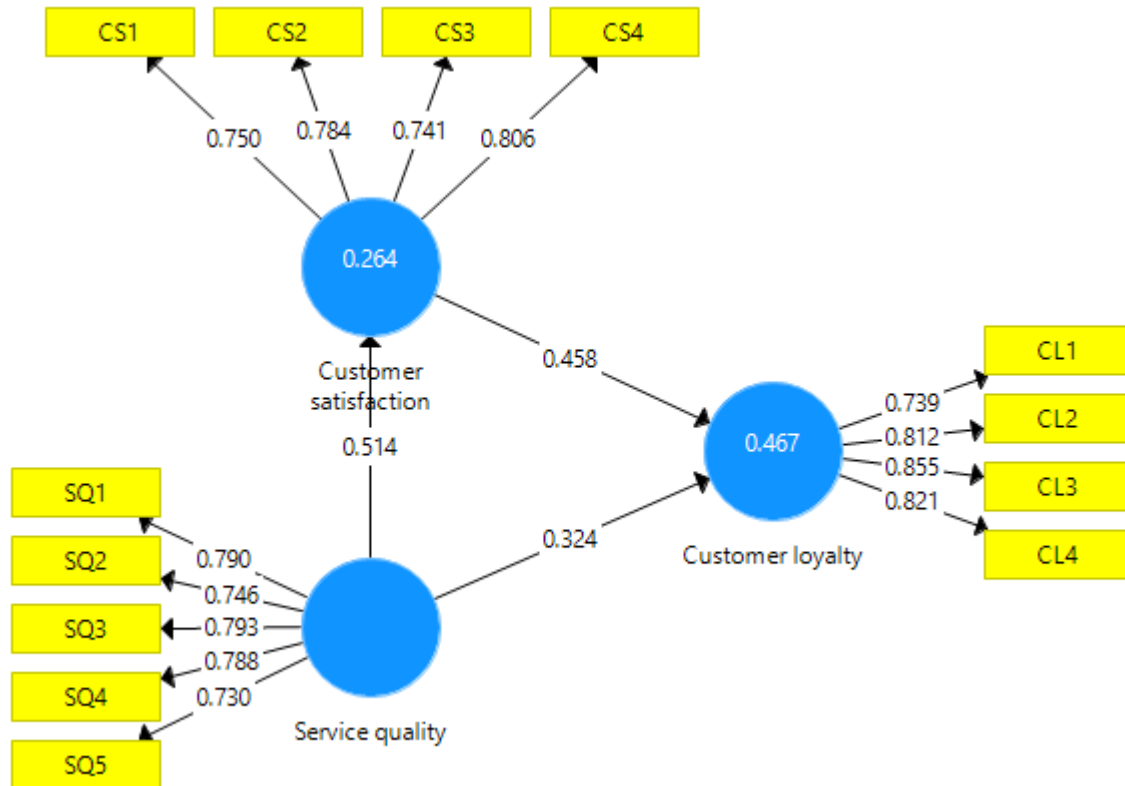 CS1 CS2 CS3 CS4
0.750 0.784 0.741 0.806
0.264
Customer
satisfaction
0.458
0.514
0.467
Customer loyalty
CL1
0.739
CL2
0.812
0.855
CL3
0.821
CL4
SQ1
0.790
SQ2
0.746
SQ3
0.793
0.788
SQ4
0.730
SQ5
0.324
Service quality